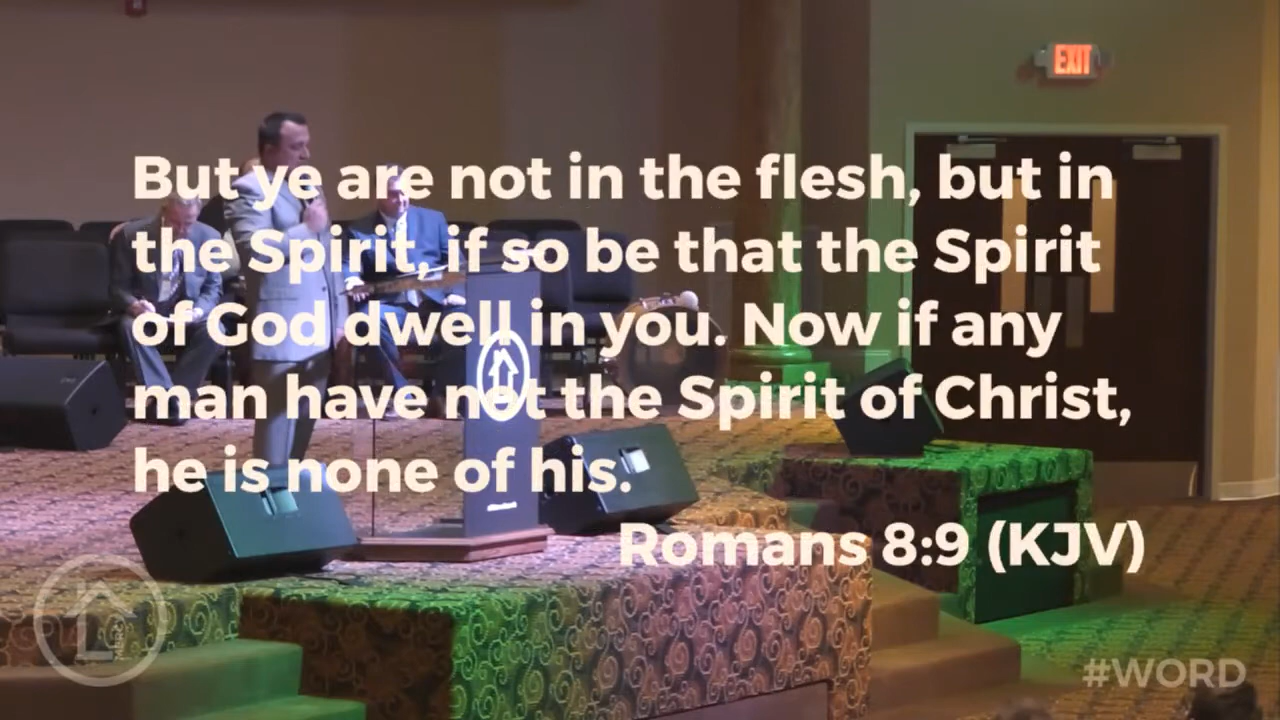 EXIT
But ye are not in the flesh, but in
the Spirit, if so be that the Spirit
of God dwell in you. Now if any
man have not the Spirit of Christ,
he is none of his.
Romans 8:9 (KJV)
#WORD